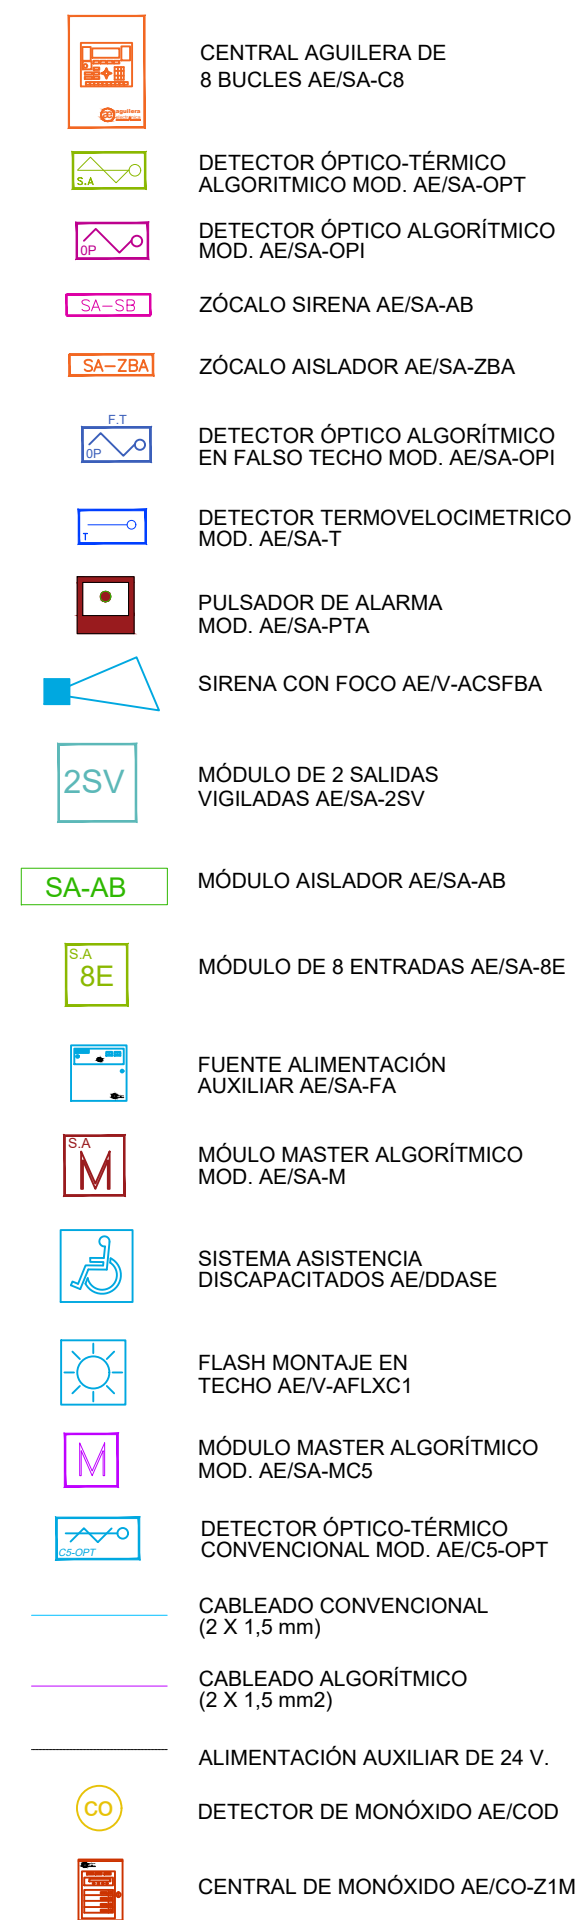 aguilera
CENTRAL AGUILERA DE
8 BUCLES AE/SA-C8
S.A
DETECTOR ÓPTICO-TÉRMICO
ALGORITMICO MOD. AE/SA-OPT
0P
DETECTOR ÓPTICO ALGORÍTMICO
MOD. AE/SA-OPI
SA-SB
ZÓCALO SIRENA AE/SA-AB
SA-ZBA
ZÓCALO AISLADOR AE/SA-ZBA
F.T
0P
DETECTOR ÓPTICO ALGORÍTMICO
EN FALSO TECHO MOD. AE/SA-OPI
T
DETECTOR TERMOVELOCIMETRICO
MOD. AE/SA-T
PULSADOR DE ALARMA
MOD. AE/SA-PTA
SIRENA CON FOCO AE/V-ACSFBA
2SV
MÓDULO DE 2 SALIDAS
VIGILADAS AE/SA-2SV
SA-AB
MÓDULO AISLADOR AE/SA-AB
S.A
8E
MÓDULO DE 8 ENTRADAS AE/SA-8E
FUENTE ALIMENTACIÓN
AUXILIAR AE/SA-FA
S.A
M
MÓULO MASTER ALGORÍTMICO
MOD. AE/SA-M
SISTEMA ASISTENCIA
DISCAPACITADOS AE/DDASE
FLASH MONTAJE EN
TECHO AE/V-AFLXC1
M
MÓDULO MASTER ALGORÍTMICO
MOD. AE/SA-MC5
C5-OPT
DETECTOR ÓPTICO-TÉRMICO
CONVENCIONAL MOD. AE/C5-OPT
CABLEADO CONVENCIONAL
(2 X 1,5 mm)
CABLEADO ALGORÍTMICO
(2 X 1,5 mm2)
ALIMENTACIÓN AUXILIAR DE 24 V.
CO
DETECTOR DE MONÓXIDO AE/COD
CENTRAL DE MONÓXIDO AE/CO-Z1M